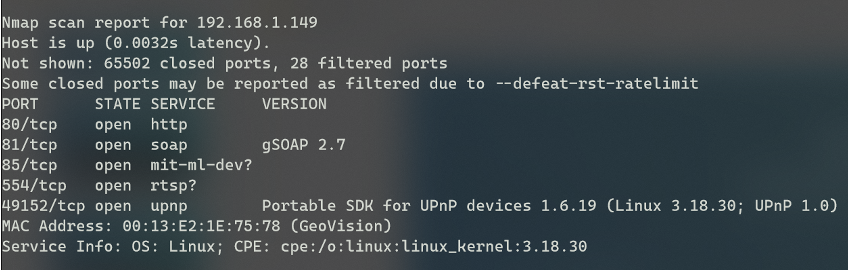 Nmap scan report for 192.168.1.149
Host is up (0.0032s latency).
Not shown: 65502 closed ports, 28 filtered ports
Some closed ports may be reported as filtered due to --defeat-rst-ratelimit
PORT      STATE SERVICE     VERSION
80/tcp    open  http
81/tcp    open  soap        gSOAP 2.7
85/tcp    open  mit-ml-dev?
554/tcp   open  rtsp?
49152/tcp open  upnp        Portable SDK for UPnP devices 1.6.19 (Linux 3.18.30; UPnP 1.0)
MAC Address: 00:13:E2:1E:75:78 (GeoVision)
Service Info: OS: Linux; CPE: cpe:/o:linux:linux_kernel:3.18.30